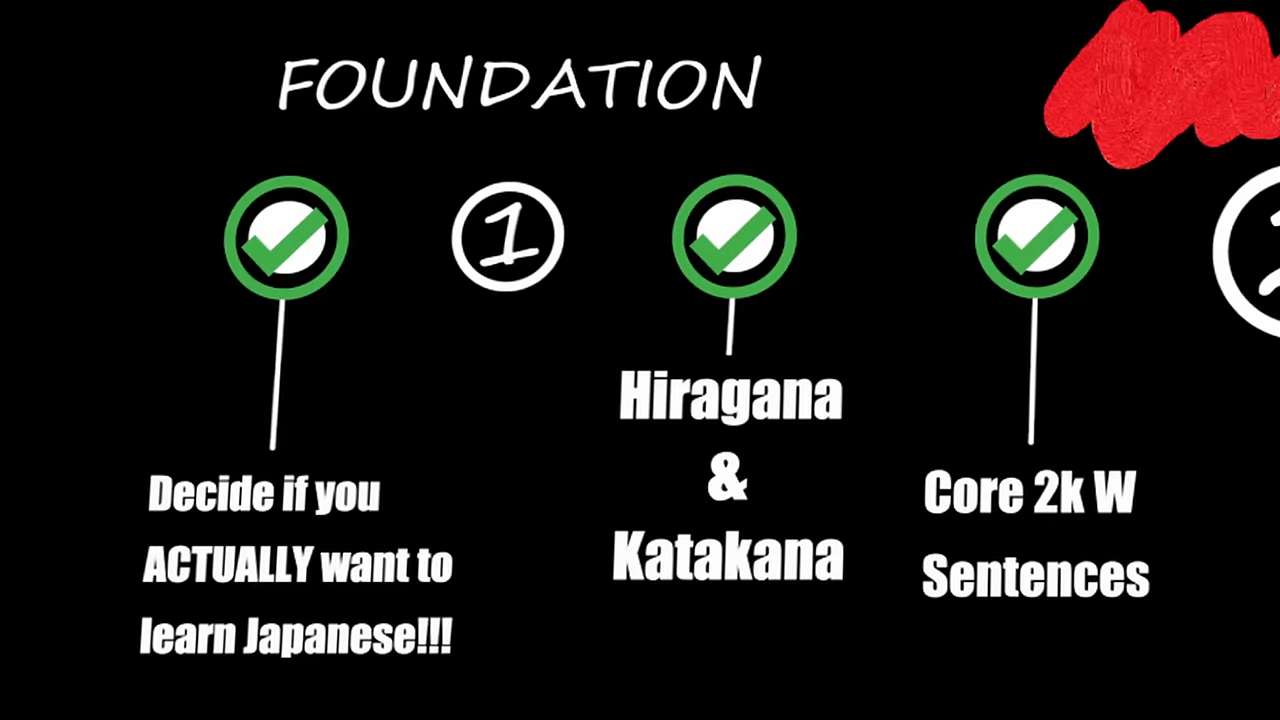 FOUNDATION
1
Decide if you
ACTUALLY want to
learn Japanese!!!
Hiragana
&
Katakana
Core 2k W
Sentences